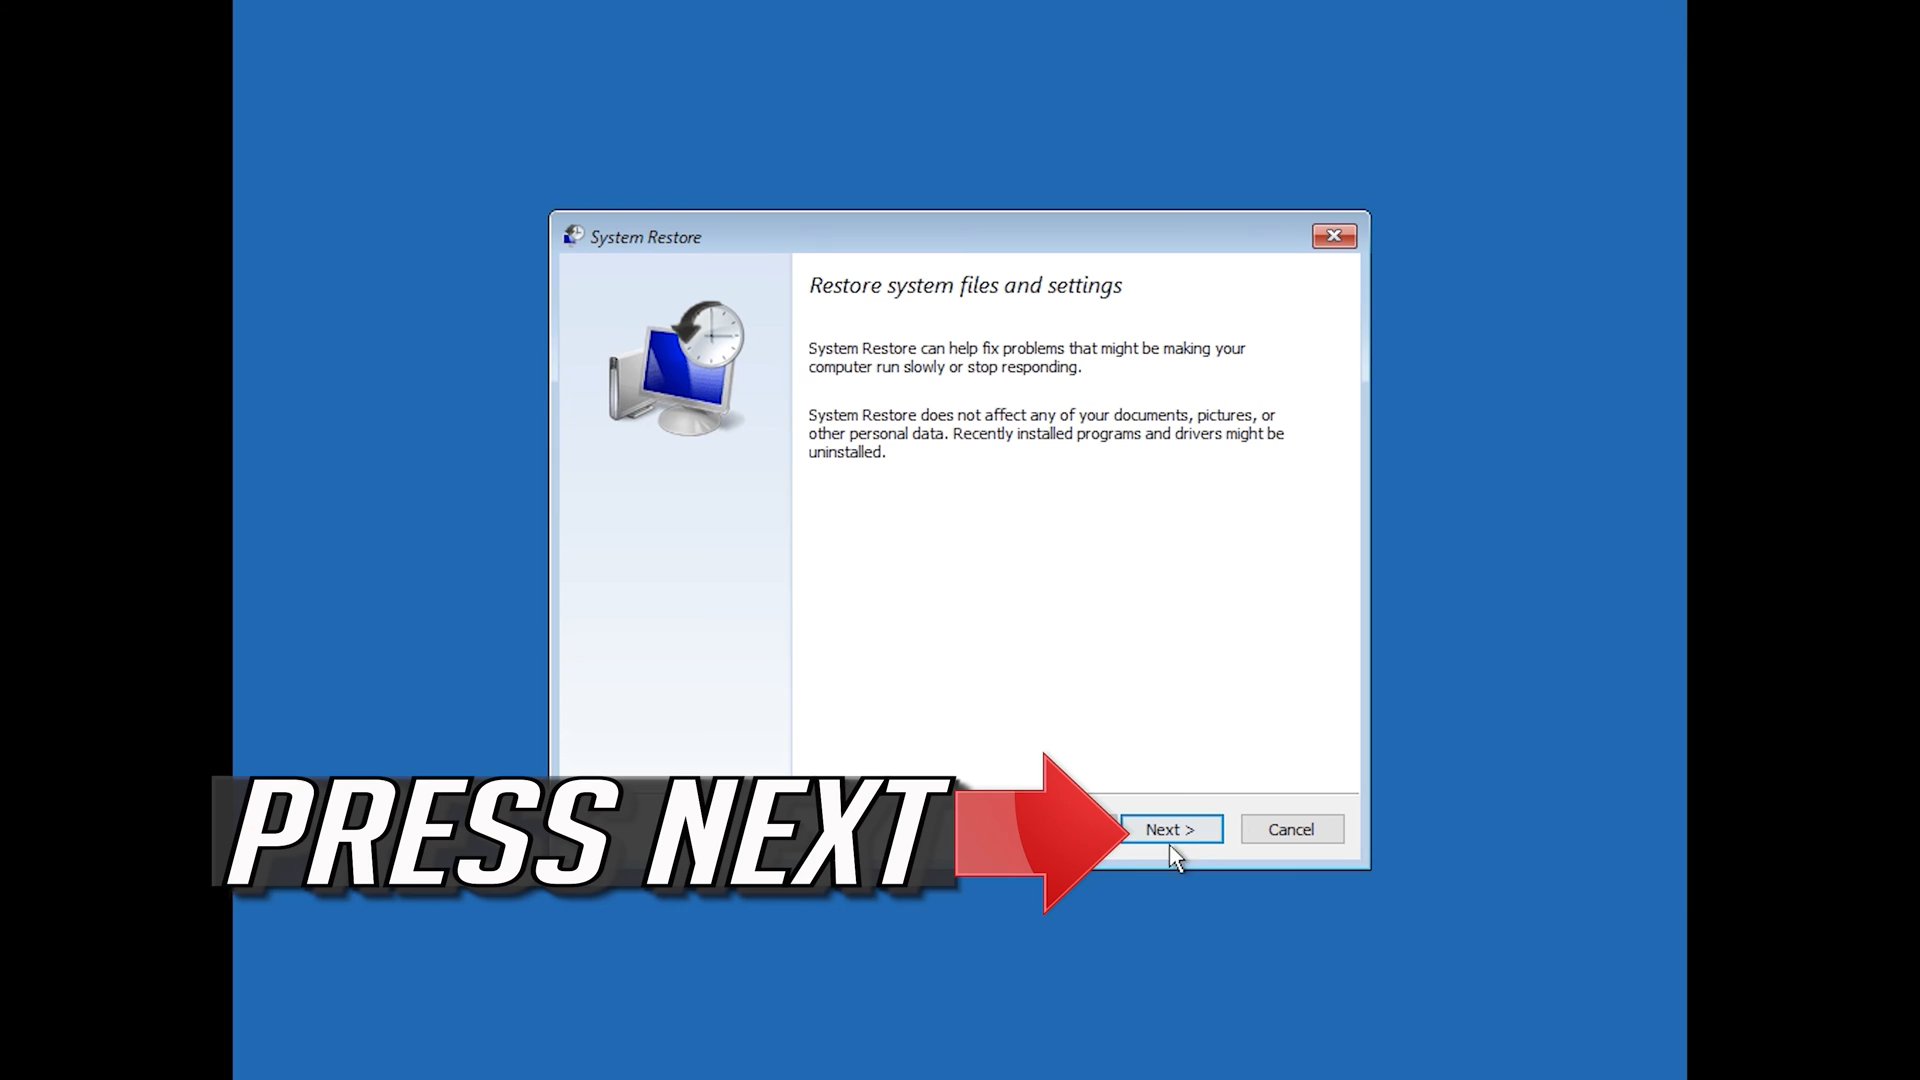 System Restore
Restore system files and settings
System Restore can help fix problems that might be making your
computer run slowly or stop responding.
System Restore does not affect any of your documents, pictures, or
other personal data. Recently installed programs and drivers might be
uninstalled.
PRESS NEXT
Next >
Cancel